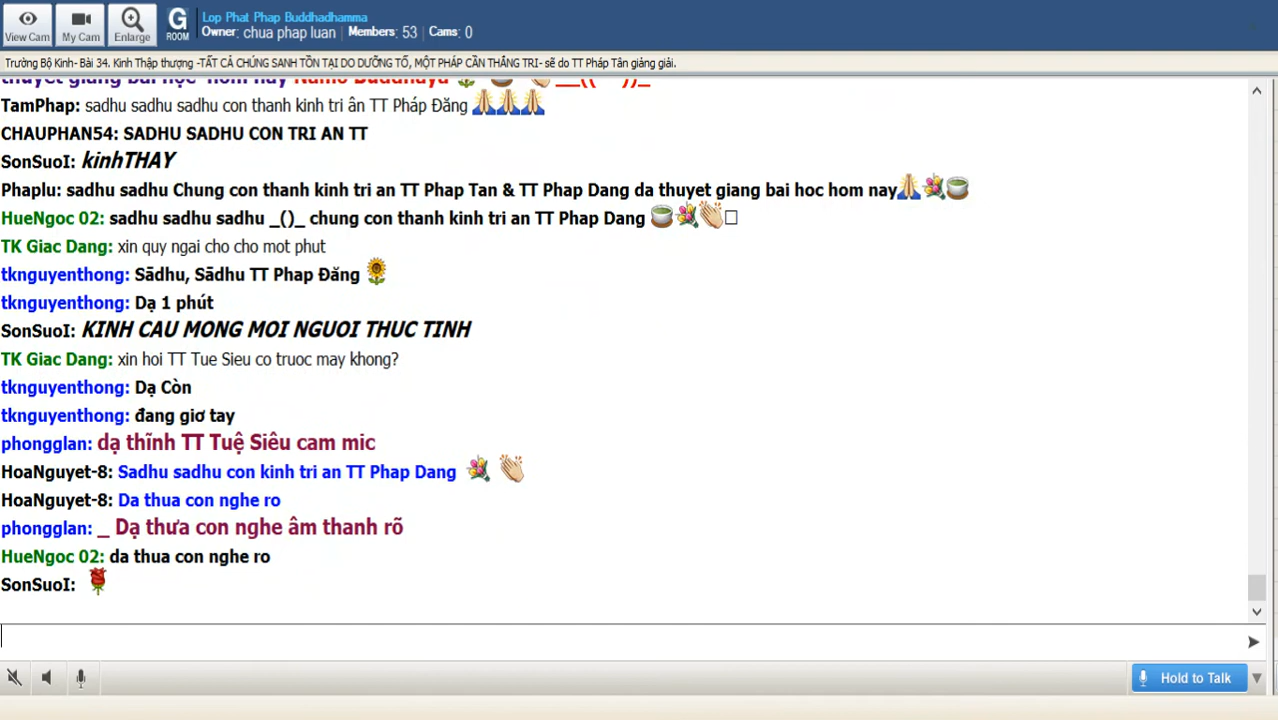 Lop Phat Phap Buddhadhamma
Owner: chua phap luan | Members: 53 | Cams: 0
View Cam
My Cam
Enlarge
G
ROOM
Trường Bộ Kinh- Bài 34. Kinh Thập thượng -TẤT CẢ CHÚNG SANH TỒN TẠI DO DƯỠNG TỐ, MỘT PHÁP CẦN THẮNG TRI- sẽ do TT Pháp Tân giảng giải.
thuyet giang bai học hom nay Namo Buddhaya
TamPhap: sadhu sadhu sadhu con thanh kinh tri ân TT Pháp Đăng
CHAUPHAN54: SADHU SADHU CON TRI AN TT
SonSuoI: kinhTHAY
Phaplu: sadhu sadhu Chung con thanh kinh tri an TT Phap Tan & TT Phap Dang da thuyet giang bai hoc hom nay
HueNgoc 02: sadhu sadhu sadhu _()_ chung con thanh kinh tri an TT Phap Dang
TK Giac Dang: xin quy ngai cho cho mot phut
tknguyenthong: Sādhu, Sādhu TT Phap Đăng
tknguyenthong: Dạ 1 phút
SonSuoI: KINH CAU MONG MOI NGUOI THUC TINH
TK Giac Dang: xin hoi TT Tue Sieu co truoc may khong?
tknguyenthong: Dạ Còn
tknguyenthong: đang giơ tay
phongglan: dạ thĩnh TT Tuệ Siêu cam mic
HoaNguyet-8: Sadhu sadhu con kinh tri an TT Phap Dang
HoaNguyet-8: Da thua con nghe ro
phongglan: _ Dạ thưa con nghe âm thanh rõ
HueNgoc 02: da thua con nghe ro
SonSuoI:
Hold to Talk